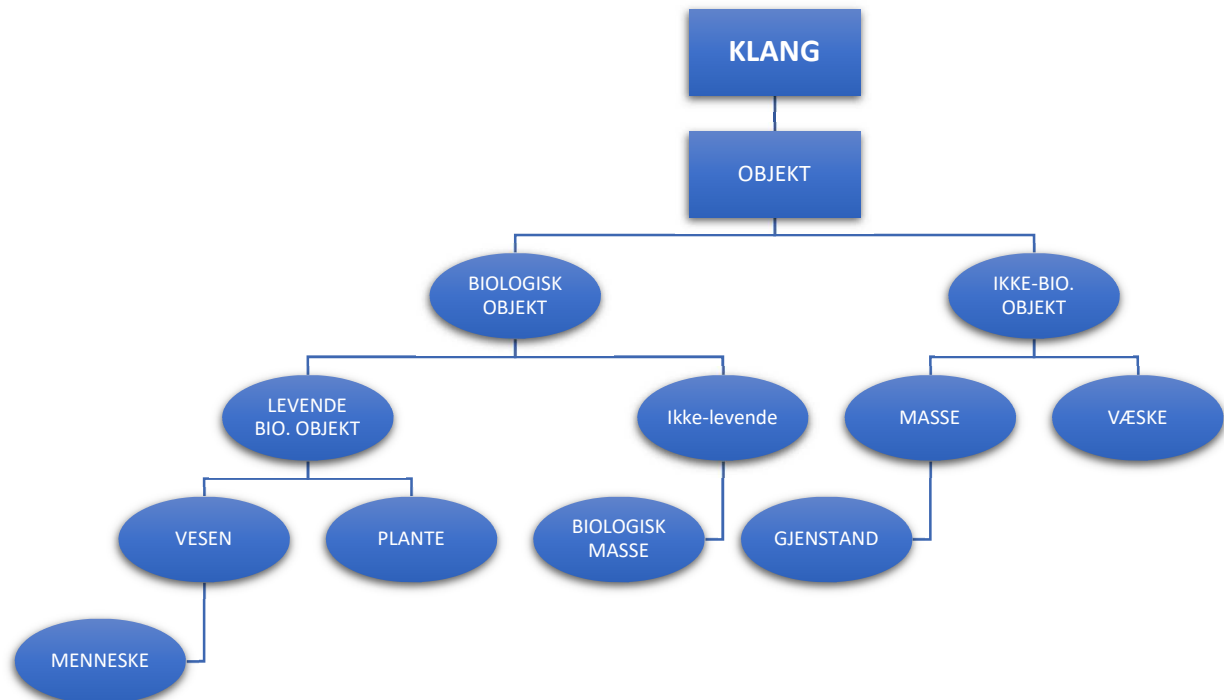 KLANG
OBJEKT
BIOLOGISK
OBJEKT
IKKE-BIO.
OBJEKT
LEVENDE
BIO. OBJEKT
Ikke-levende
MASSE
VÆSKE
VESEN
PLANTE
BIOLOGISK
MASSE
GJENSTAND
MENNESKE